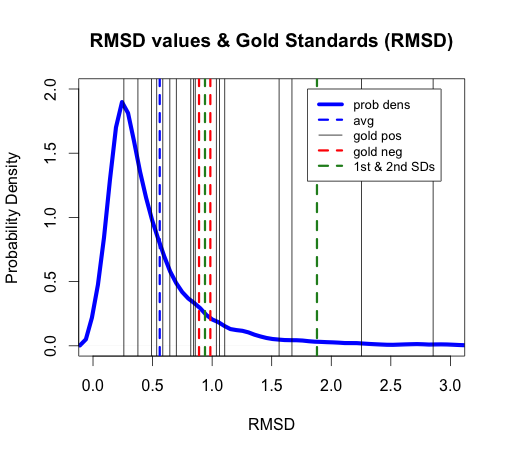 RMSD values & Gold Standards (RMSD)
Probability Density
2.0
1.5
1.0
0.5
0.0
prob dens
avg
gold pos
gold neg
1st & 2nd SDs
0.0 0.5 1.0 1.5 2.0 2.5 3.0
RMSD